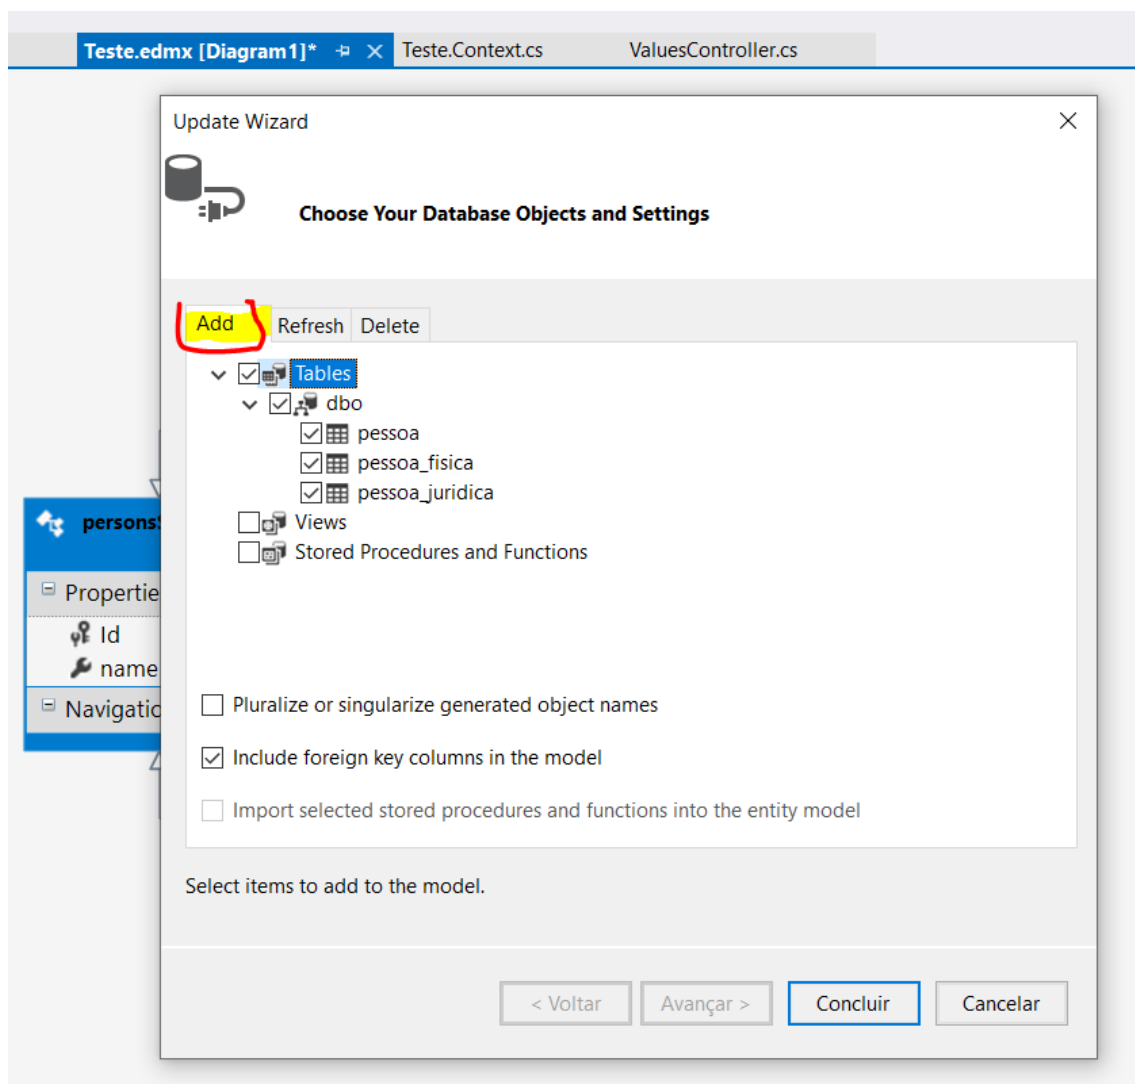 Teste.edmx [Diagram1]* Teste.Context.cs ValuesController.cs
Update Wizard
Choose Your Database Objects and Settings
Add Refresh Delete
Tables
dbo
pessoa
pessoa_fisica
pessoa_juridica
Views
Stored Procedures and Functions
persons
Propertie
Id
name
Navigatio
Pluralize or singularize generated object names
Include foreign key columns in the model
Import selected stored procedures and functions into the entity model
Select items to add to the model.
< Voltar Avançar > Concluir Cancelar